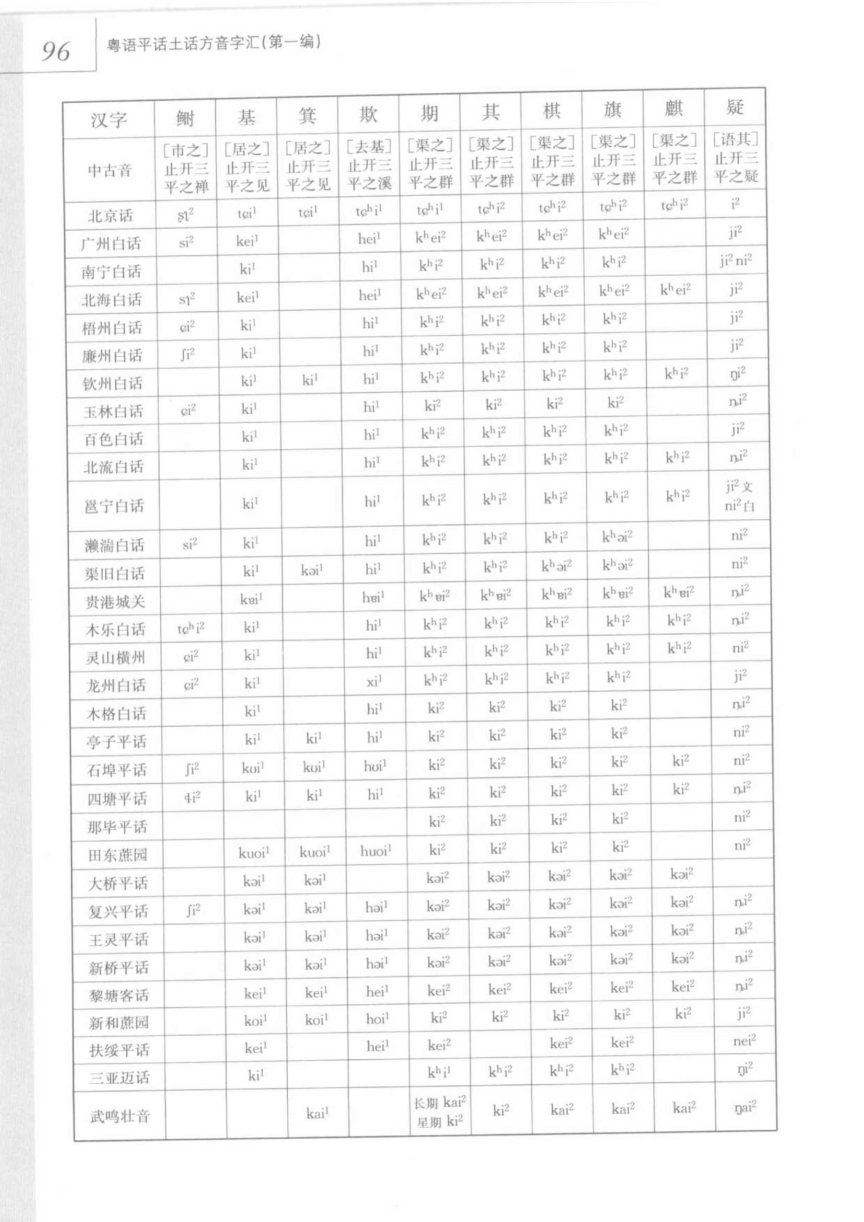 96
粤语平话土话方音字汇(第一编)
汉字 鲥 基 箕 欺 期 其 棋 旗 麒 疑
中古音 [市之]止开三平之禅 [居之]止开三平之见 [居之]止开三平之见 [去基]止开三平之溪 [渠之]止开三平之群 [渠之]止开三平之群 [渠之]止开三平之群 [渠之]止开三平之群 [渠之]止开三平之群 [语其]止开三平之疑
北京话 ʂʅ² tɕi¹ tɕi¹ tɕʰi¹ tɕʰi¹ tɕʰi² tɕʰi² tɕʰi² tɕʰi² i²
广州白话 si² kei¹ hei¹ kʰei² kʰei² kʰei² kʰei² ji²
南宁白话 ki¹ hi¹ kʰi² kʰi² kʰi² kʰi² ji² ni²
北海白话 sɿ² kei¹ hei¹ kʰei² kʰei² kʰei² kʰei² kʰei² ji²
梧州白话 ɕi² ki¹ hi¹ kʰi² kʰi² kʰi² kʰi² ji²
廉州白话 ʃi² ki¹ hi¹ kʰi² kʰi² kʰi² kʰi² ji²
钦州白话 ki¹ ki¹ hi¹ kʰi² kʰi² kʰi² kʰi² kʰi² ŋi²
玉林白话 ɕi² ki¹ hi¹ ki² ki² ki² ki² ȵi²
百色白话 ki¹ hi¹ kʰi² kʰi² kʰi² kʰi² ji²
北流白话 ki¹ hi¹ kʰi² kʰi² kʰi² kʰi² kʰi² ȵi²
邕宁白话 ki¹ hi¹ kʰi² kʰi² kʰi² kʰi² kʰi² ji²文 ni²白
濑湍白话 si² ki¹ hi¹ kʰi² kʰi² kʰi² kʰəi² ni²
渠旧白话 ki¹ kəi¹ hi¹ kʰi² kʰi² kʰəi² kʰəi² ni²
贵港城关 kɐi¹ hɐi¹ kʰɐi² kʰɐi² kʰɐi² kʰɐi² kʰɐi² ȵi²
木乐白话 tɕʰi² ki¹ hi¹ kʰi² kʰi² kʰi² kʰi² kʰi² ȵi²
灵山横州 ɕi² ki¹ hi¹ kʰi² kʰi² kʰi² kʰi² kʰi² ni²
龙州白话 ɕi² ki¹ xi¹ kʰi² kʰi² kʰi² kʰi² ji²
木格白话 ki¹ hi¹ ki² ki² ki² ki² ȵi²
亭子平话 ki¹ ki¹ hi¹ ki² ki² ki² ki² ni²
石埠平话 ʃi² kʊi¹ kʊi¹ hʊi¹ ki² ki² ki² ki² ki² ni²
四塘平话 ɬi² ki¹ ki¹ hi¹ ki² ki² ki² ki² ki² ȵi²
那毕平话 ki² ki² ki² ki² ni²
田东蔗园 kuoi¹ kuoi¹ huoi¹ ki² ki² ki² ki² ni²
大桥平话 kəi¹ kəi¹ kəi² kəi² kəi² kəi² kəi²
复兴平话 ʃi² kəi¹ kəi¹ həi¹ kəi² kəi² kəi² kəi² kəi² ȵi²
王灵平话 kəi¹ kəi¹ həi¹ kəi² kəi² kəi² kəi² kəi² ȵi²
新桥平话 kəi¹ kəi¹ həi¹ kəi² kəi² kəi² kəi² kəi² ȵi²
黎塘客话 kei¹ kei¹ hei¹ kei² kei² kei² kei² kei² ȵi²
新和蔗园 koi¹ koi¹ hoi¹ ki² ki² ki² ki² ki² ji²
扶绥平话 kei¹ hei¹ kei² kei² kei² nei²
三亚迈话 ki¹ kʰi¹ kʰi² kʰi² kʰi² ŋi²
武鸣壮音 kai¹ 长期 kai² 星期 ki² ki² kai² kai² kai² ŋai²